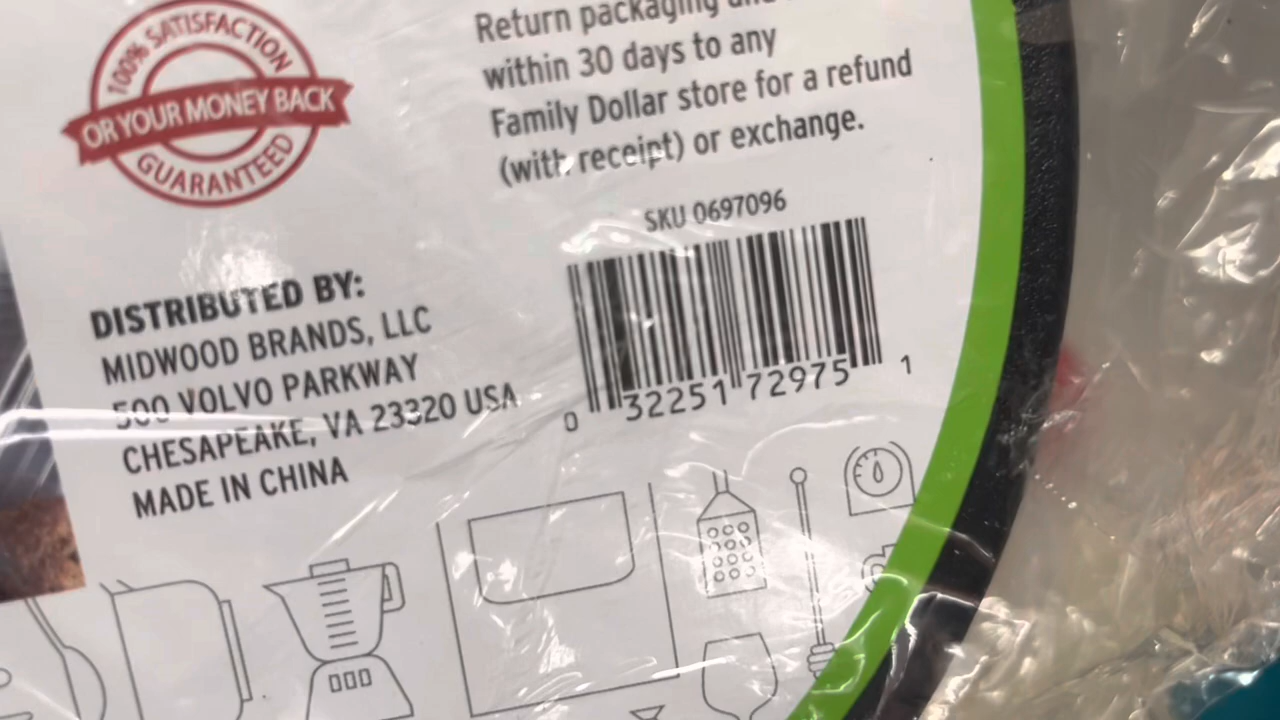 100% SATISFACTION
OR YOUR MONEY BACK
GUARANTEED
Return packaging and
within 30 days to any
Family Dollar store for a refund
(with receipt) or exchange.
SKU 0697096
0 32251 72975 1
DISTRIBUTED BY:
MIDWOOD BRANDS, LLC
500 VOLVO PARKWAY
CHESAPEAKE, VA 23320 USA
MADE IN CHINA